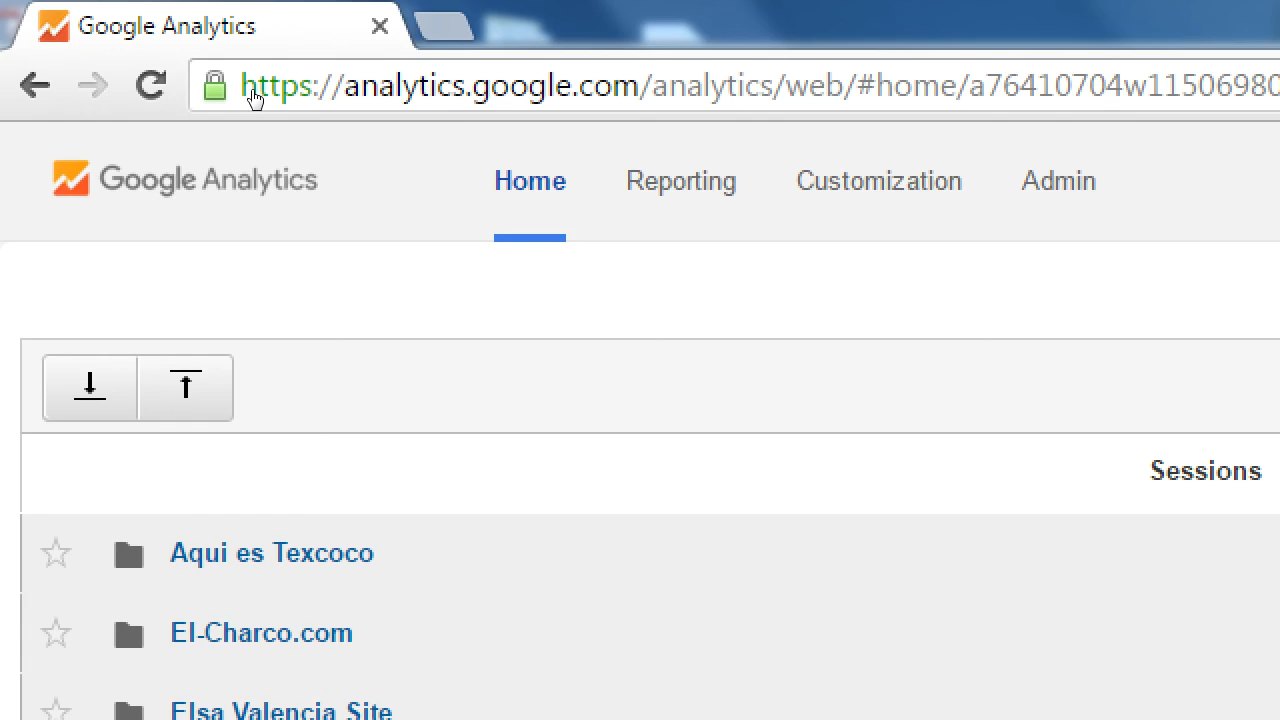 Google Analytics
https://analytics.google.com/analytics/web/#home/a76410704w11506980
Google Analytics
Home Reporting Customization Admin
Sessions
Aqui es Texcoco
El-Charco.com
Elsa Valencia Site